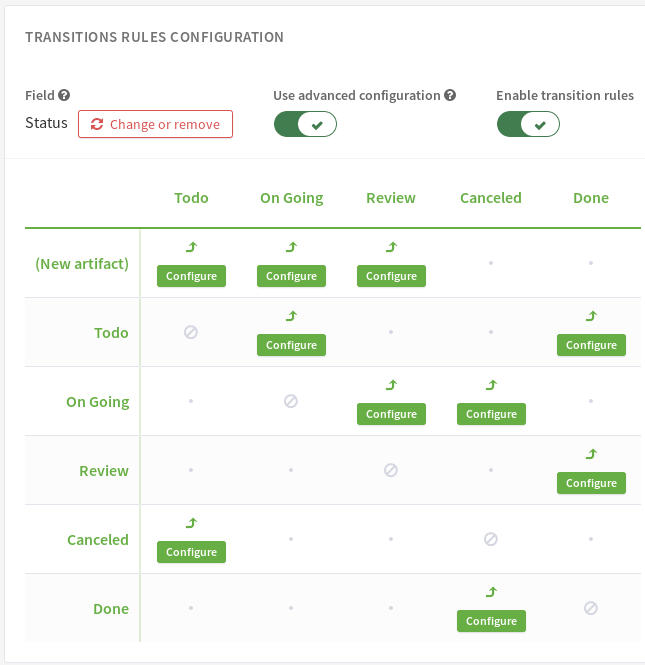 TRANSITIONS RULES CONFIGURATION
Field Use advanced configuration Enable transition rules
Status Change or remove
Todo On Going Review Canceled Done
(New artifact) Configure Configure Configure
Todo Configure Configure
On Going Configure Configure
Review Configure
Canceled Configure
Done Configure